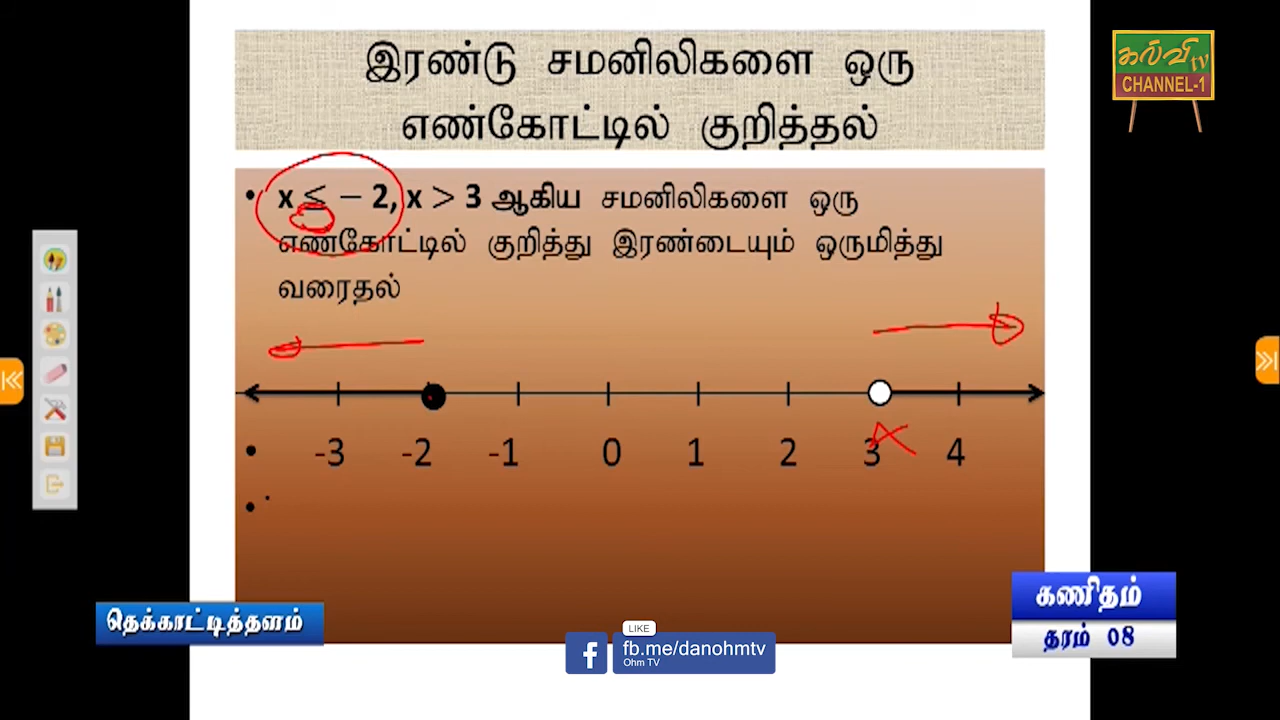 இரண்டு சமனிலிகளை ஒரு
எண்கோட்டில் குறித்தல்
கல்வி TV
CHANNEL-1
• x ≤ – 2, x > 3 ஆகிய சமனிலிகளை ஒரு
எண்கோட்டில் குறித்து இரண்டையும் ஒருமித்து
வரைதல்
• -3 -2 -1 0 1 2 3 4
•
தெக்காட்டித்தளம்
கணிதம்
தரம் 08
LIKE
f fb.me/danohmtv
Ohm TV